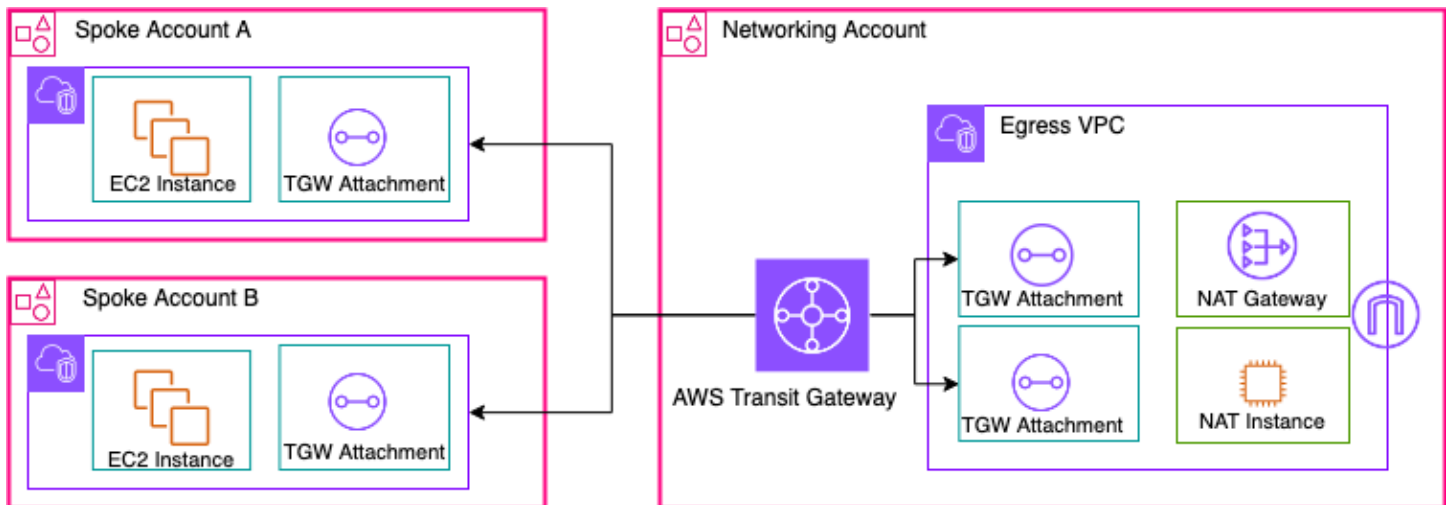 Spoke Account A
EC2 Instance
TGW Attachment
Spoke Account B
EC2 Instance
TGW Attachment
Networking Account
AWS Transit Gateway
Egress VPC
TGW Attachment
NAT Gateway
TGW Attachment
NAT Instance